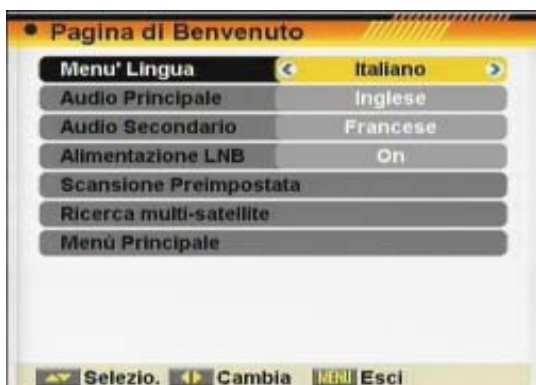 Pagina di Benvenuto
Menu' Lingua Italiano
Audio Principale Inglese
Audio Secondario Francese
Alimentazione LNB On
Scansione Preimpostata
Ricerca multi-satellite
Menù Principale
Selezio. Cambia MENU Esci